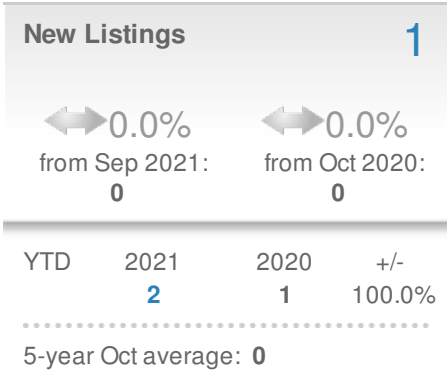 New Listings 1
0.0% 0.0%
from Sep 2021: from Oct 2020:
0 0
YTD 2021 2020 +/-
2 1 100.0%
5-year Oct average: 0